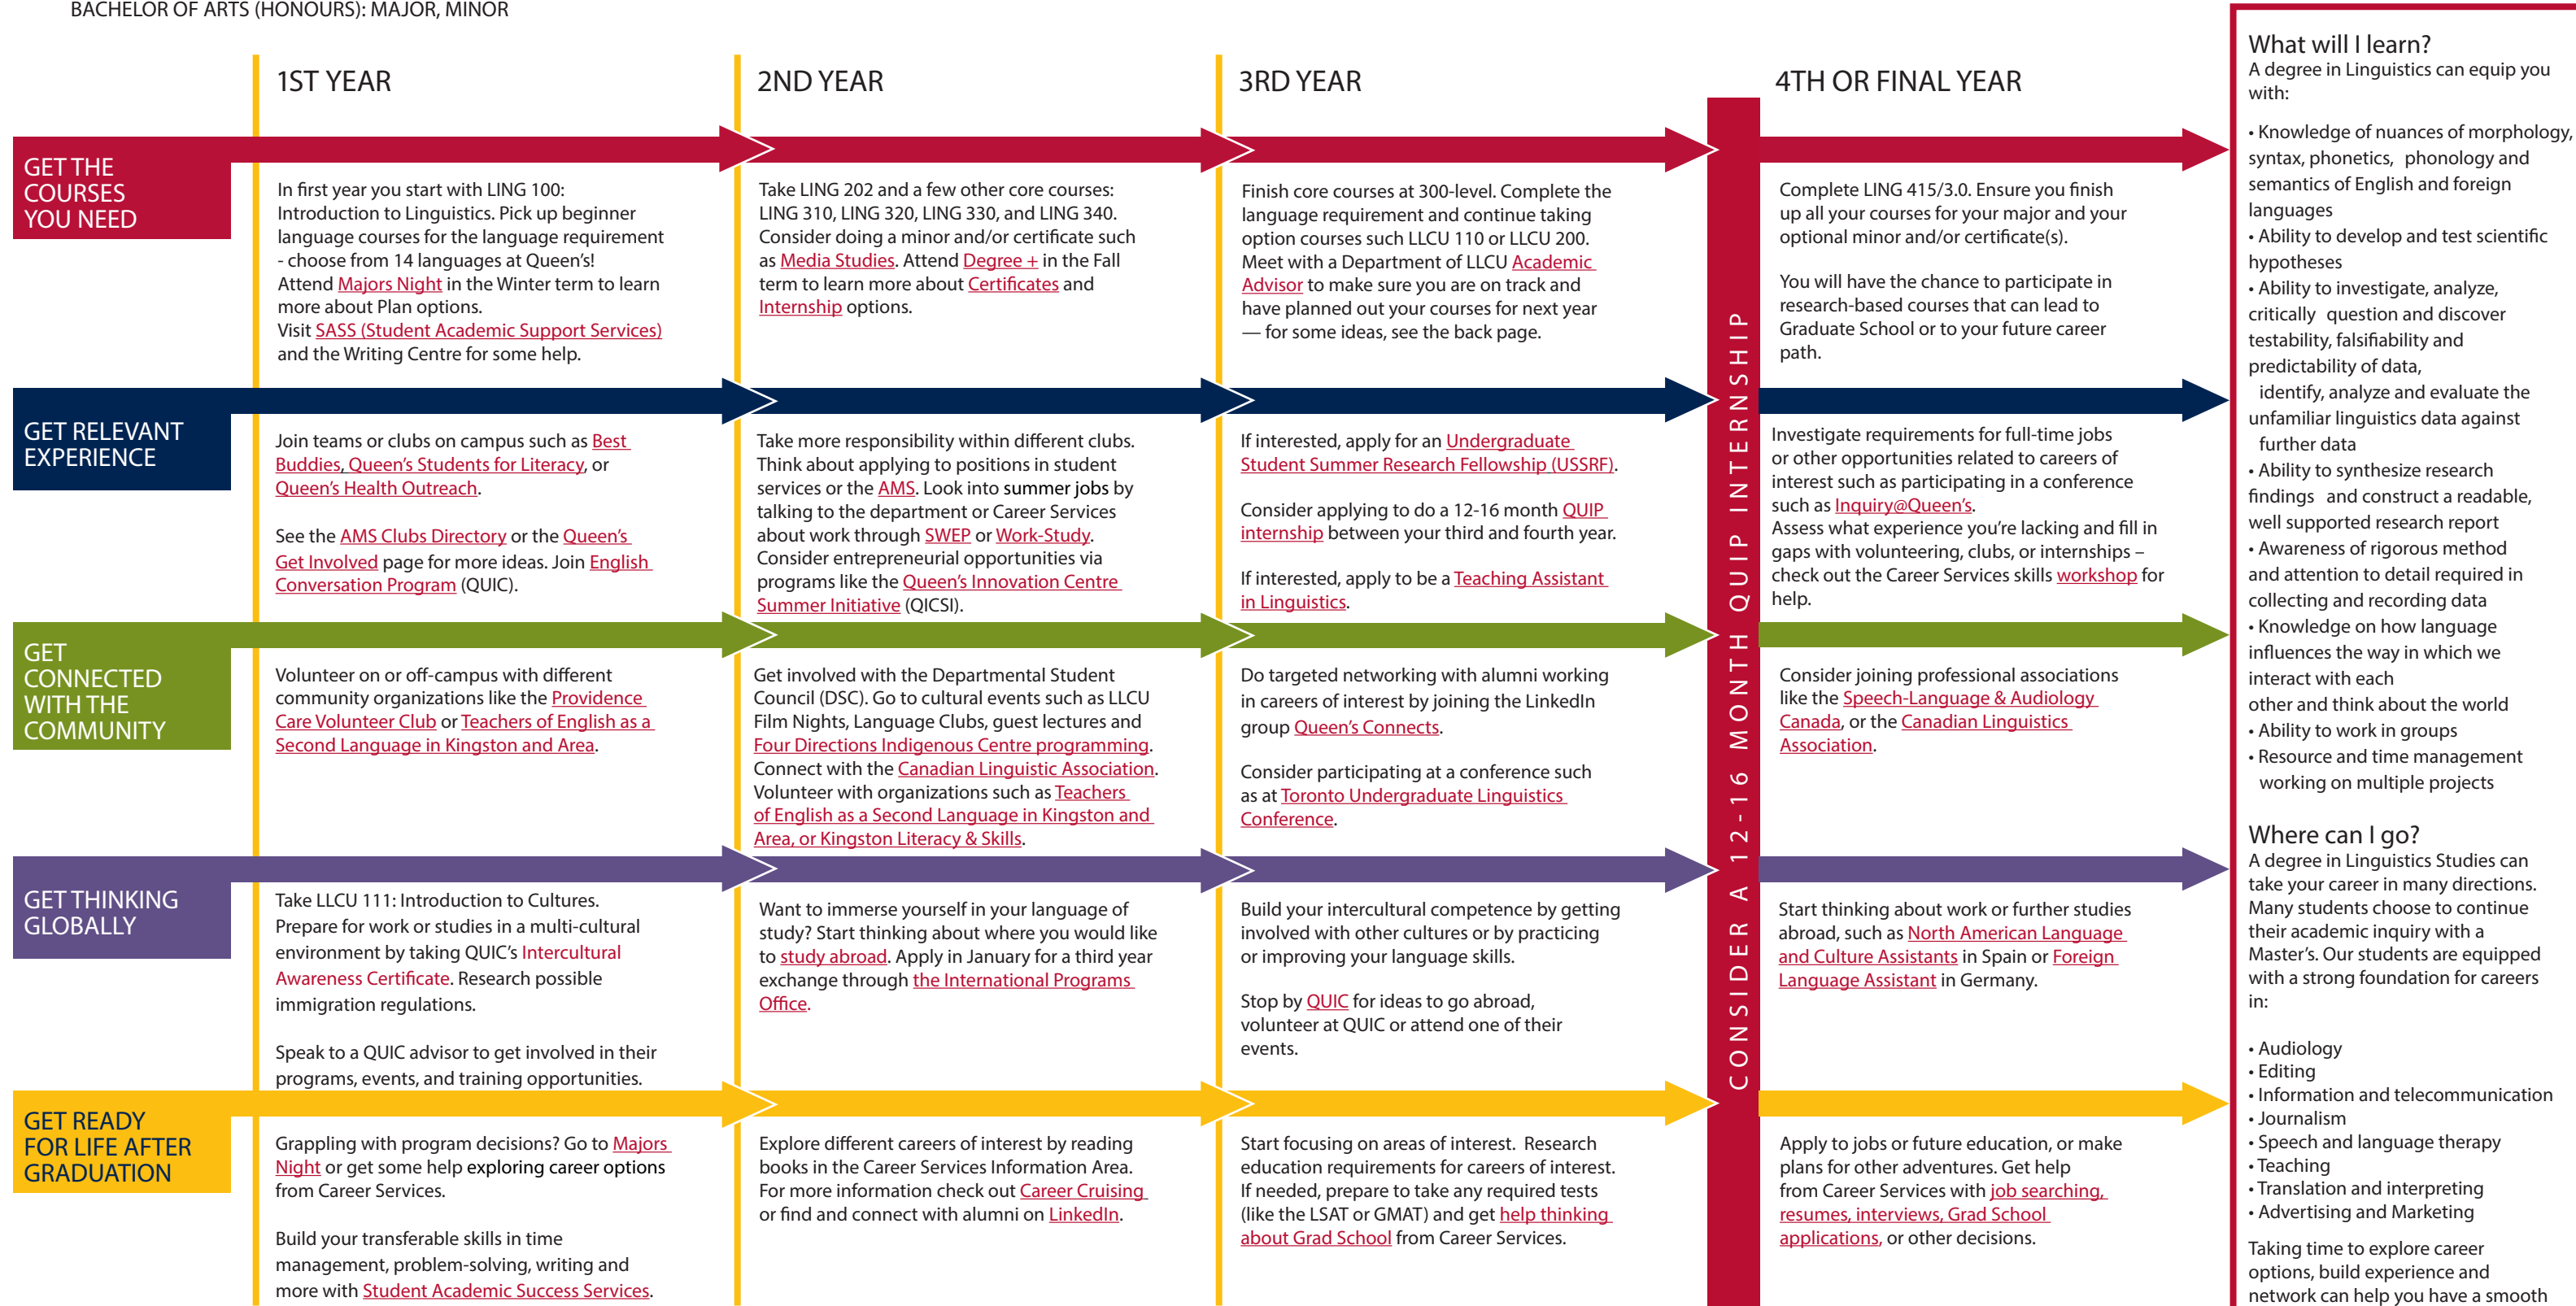 BACHELOR OF ARTS (HONOURS): MAJOR, MINOR
1ST YEAR
2ND YEAR
3RD YEAR
4TH OR FINAL YEAR
GET THE
COURSES
YOU NEED
In first year you start with LING 100:
Introduction to Linguistics. Pick up beginner
language courses for the language requirement
- choose from 14 languages at Queen's!
Attend Majors Night in the Winter term to learn
more about Plan options.
Visit SASS (Student Academic Support Services)
and the Writing Centre for some help.
Take LING 202 and a few other core courses:
LING 310, LING 320, LING 330, and LING 340.
Consider doing a minor and/or certificate such
as Media Studies. Attend Degree + in the Fall
term to learn more about Certificates and
Internship options.
Finish core courses at 300-level. Complete the
language requirement and continue taking
option courses such LLCU 110 or LLCU 200.
Meet with a Department of LLCU Academic
Advisor to make sure you are on track and
have planned out your courses for next year
— for some ideas, see the back page.
Complete LING 415/3.0. Ensure you finish
up all your courses for your major and your
optional minor and/or certificate(s).
You will have the chance to participate in
research-based courses that can lead to
Graduate School or to your future career
path.
GET RELEVANT
EXPERIENCE
Join teams or clubs on campus such as Best
Buddies, Queen's Students for Literacy, or
Queen's Health Outreach.
See the AMS Clubs Directory or the Queen's
Get Involved page for more ideas. Join English
Conversation Program (QUIC).
Take more responsibility within different clubs.
Think about applying to positions in student
services or the AMS. Look into summer jobs by
talking to the department or Career Services
about work through SWEP or Work-Study.
Consider entrepreneurial opportunities via
programs like the Queen's Innovation Centre
Summer Initiative (QICSI).
If interested, apply for an Undergraduate
Student Summer Research Fellowship (USSRF).
Consider applying to do a 12-16 month QUIP
internship between your third and fourth year.
If interested, apply to be a Teaching Assistant
in Linguistics.
Investigate requirements for full-time jobs
or other opportunities related to careers of
interest such as participating in a conference
such as Inquiry@Queen's.
Assess what experience you're lacking and fill in
gaps with volunteering, clubs, or internships –
check out the Career Services skills workshop for
help.
GET
CONNECTED
WITH THE
COMMUNITY
Volunteer on or off-campus with different
community organizations like the Providence
Care Volunteer Club or Teachers of English as a
Second Language in Kingston and Area.
Get involved with the Departmental Student
Council (DSC). Go to cultural events such as LLCU
Film Nights, Language Clubs, guest lectures and
Four Directions Indigenous Centre programming.
Connect with the Canadian Linguistic Association.
Volunteer with organizations such as Teachers
of English as a Second Language in Kingston and
Area, or Kingston Literacy & Skills.
Do targeted networking with alumni working
in careers of interest by joining the LinkedIn
group Queen's Connects.
Consider participating at a conference such
as at Toronto Undergraduate Linguistics
Conference.
Consider joining professional associations
like the Speech-Language & Audiology
Canada, or the Canadian Linguistics
Association.
GET THINKING
GLOBALLY
Take LLCU 111: Introduction to Cultures.
Prepare for work or studies in a multi-cultural
environment by taking QUIC's Intercultural
Awareness Certificate. Research possible
immigration regulations.
Speak to a QUIC advisor to get involved in their
programs, events, and training opportunities.
Want to immerse yourself in your language of
study? Start thinking about where you would like
to study abroad. Apply in January for a third year
exchange through the International Programs
Office.
Build your intercultural competence by getting
involved with other cultures or by practicing
or improving your language skills.
Stop by QUIC for ideas to go abroad,
volunteer at QUIC or attend one of their
events.
Start thinking about work or further studies
abroad, such as North American Language
and Culture Assistants in Spain or Foreign
Language Assistant in Germany.
GET READY
FOR LIFE AFTER
GRADUATION
Grappling with program decisions? Go to Majors
Night or get some help exploring career options
from Career Services.
Build your transferable skills in time
management, problem-solving, writing and
more with Student Academic Success Services.
Explore different careers of interest by reading
books in the Career Services Information Area.
For more information check out Career Cruising
or find and connect with alumni on LinkedIn.
Start focusing on areas of interest. Research
education requirements for careers of interest.
If needed, prepare to take any required tests
(like the LSAT or GMAT) and get help thinking
about Grad School from Career Services.
Apply to jobs or future education, or make
plans for other adventures. Get help
from Career Services with job searching,
resumes, interviews, Grad School
applications, or other decisions.
CONSIDER A 12-16 MONTH QUIP INTERNSHIP
What will I learn?
A degree in Linguistics can equip you
with:
• Knowledge of nuances of morphology,
syntax, phonetics, phonology and
semantics of English and foreign
languages
• Ability to develop and test scientific
hypotheses
• Ability to investigate, analyze,
critically question and discover
testability, falsifiability and
predictability of data,
identify, analyze and evaluate the
unfamiliar linguistics data against
further data
• Ability to synthesize research
findings and construct a readable,
well supported research report
• Awareness of rigorous method
and attention to detail required in
collecting and recording data
• Knowledge on how language
influences the way in which we
interact with each
other and think about the world
• Ability to work in groups
• Resource and time management
working on multiple projects
Where can I go?
A degree in Linguistics Studies can
take your career in many directions.
Many students choose to continue
their academic inquiry with a
Master's. Our students are equipped
with a strong foundation for careers
in:
• Audiology
• Editing
• Information and telecommunication
• Journalism
• Speech and language therapy
• Teaching
• Translation and interpreting
• Advertising and Marketing
Taking time to explore career
options, build experience and
network can help you have a smooth